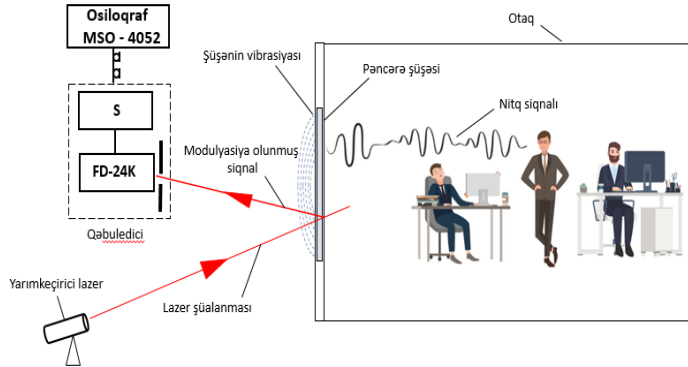 Osiloqraf
MSO - 4052
S
FD-24K
Qəbuledici
Yarımkeçirici lazer
Şüşənin vibrasiyası
Pəncərə şüşəsi
Modulyasiya olunmuş
siqnal
Lazer şüalanması
Otaq
Nitq siqnalı